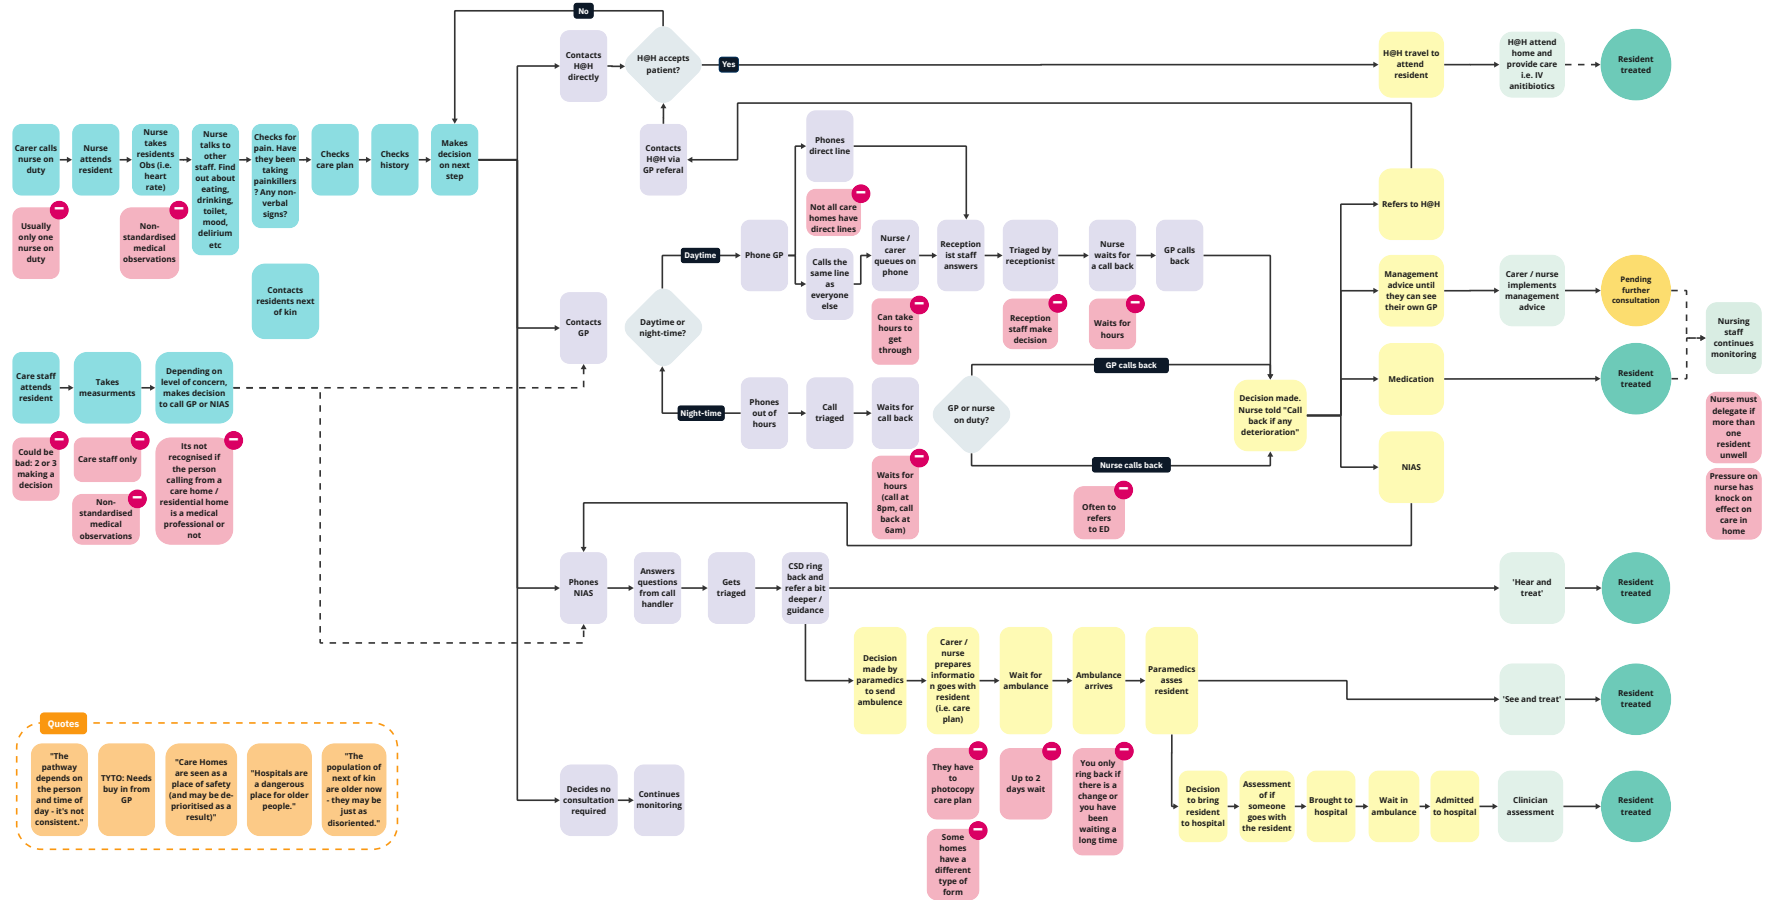 No
Contacts
H@H
directly
H@H accepts
patient?
Yes
H@H travel to
attend
resident
H@H attend
home and
provide care
i.e. IV
anitibiotics
Resident
treated
Carer calls
nurse on
duty
Nurse
attends
resident
Nurse
takes
residents
Obs (i.e.
heart
rate)
Nurse
talks to
other
staff. Find
out about
eating,
drinking,
toilet,
mood,
delirium
etc
Checks for
pain. Have
they been
taking
painkillers
? Any non-
verbal
signs?
Checks
care plan
Checks
history
Makes
decision
on next
step
Contacts
H@H via
GP referal
Phones
direct line
Usually
only one
nurse on
duty
Non-
standardised
medical
observations
Not all care
homes have
direct lines
Refers to H@H
Contacts
residents next
of kin
Daytime
Phone GP
Calls the
same line
as
everyone
else
Nurse /
carer
queues on
phone
Reception
ist staff
answers
Triaged by
receptionist
Nurse
waits for
a call back
GP calls
back
Management
advice until
they can see
their own GP
Carer / nurse
implements
management
advice
Pending
further
consultation
Contacts
GP
Daytime or
night-time?
Can take
hours to
get
through
Reception
staff make
decision
Waits for
hours
Nursing
staff
continues
monitoring
Care staff
attends
resident
Takes
measurments
Depending on
level of concern,
makes decision
to call GP or NIAS
GP calls back
Medication
Resident
treated
Night-time
Phones
out of
hours
Call
triaged
Waits for
call back
GP or nurse
on duty?
Decision made.
Nurse told "Call
back if any
deterioration"
Nurse must
delegate if
more than
one
resident
unwell
Could be
bad: 2 or 3
making a
decision
Care staff only
Non-
standardised
medical
observations
Its not
recognised if
the person
calling from a
care home /
residential home
is a medical
professional or
not
Waits for
hours
(call at
8pm, call
back at
6am)
Nurse calls back
Often to
refers
to ED
NIAS
Pressure on
nurse has
knock on
effect on
care in
home
Phones
NIAS
Answers
questions
from call
handler
Gets
triaged
CSD ring
back and
refer a bit
deeper /
guidance
'Hear and
treat'
Resident
treated
Decision
made by
paramedics
to send
ambulence
Carer /
nurse
prepares
informatio
n goes with
resident
(i.e. care
plan)
Wait for
ambulance
Ambulance
arrives
Paramedics
asses
resident
'See and treat'
Resident
treated
They have
to
photocopy
care plan
Some
homes
have a
different
type of
form
Up to 2
days wait
You only
ring back if
there is a
change or
you have
been
waiting a
long time
Quotes
"The
pathway
depends on
the person
and time of
day - it's not
consistent."
TYTO: Needs
buy in from
GP
"Care Homes
are seen as a
place of safety
(and may be de-
prioritised as a
result)"
"Hospitals are
a dangerous
place for older
people."
"The
population of
next of kin
are older now
- they may be
just as
disoriented."
Decides no
consultation
required
Continues
monitoring
Decision
to bring
resident
to hospital
Assessment
of if
someone
goes with
the resident
Brought to
hospital
Wait in
ambulance
Admitted
to hospital
Clinician
assessment
Resident
treated